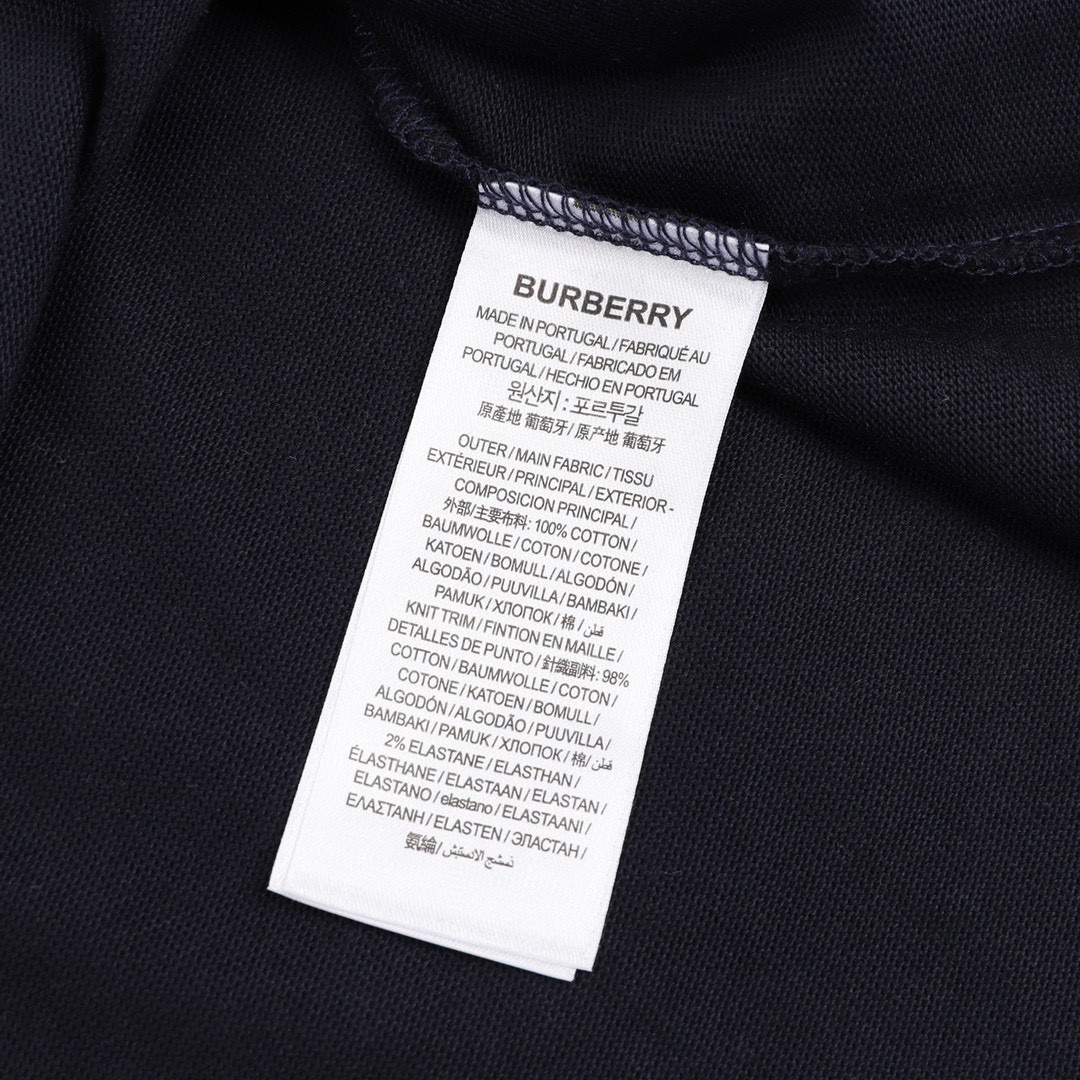 BURBERRY
MADE IN PORTUGAL / FABRIQUÉ AU
PORTUGAL / FABRICADO EM
PORTUGAL / HECHIO EN PORTUGAL
원산지 : 포르투갈
原產地 葡萄牙 / 原产地 葡萄牙
OUTER / MAIN FABRIC / TISSU
EXTÉRIEUR / PRINCIPAL / EXTERIOR -
COMPOSICION PRINCIPAL /
外部/主要布料: 100% COTTON /
BAUMWOLLE / COTON / COTONE /
KATOEN / BOMULL / ALGODÓN /
ALGODÃO / PUUVILLA / BAMBAKI /
PAMUK / ХЛОПОК / 棉 / قطن
KNIT TRIM / FINTION EN MAILLE /
DETALLES DE PUNTO / 針織副料: 98%
COTTON / BAUMWOLLE / COTON /
COTONE / KATOEN / BOMULL /
ALGODÓN / ALGODÃO / PUUVILLA /
BAMBAKI / PAMUK / ХЛОПОК / 棉/ قطن
2% ELASTANE / ELASTHAN /
ÉLASTHANE / ELASTAAN / ELASTAN /
ELASTANO / elastano / ELASTAANI /
ΕΛΑΣΤΑΝΗ / ELASTEN / ЭЛАСТАН /
氨綸/